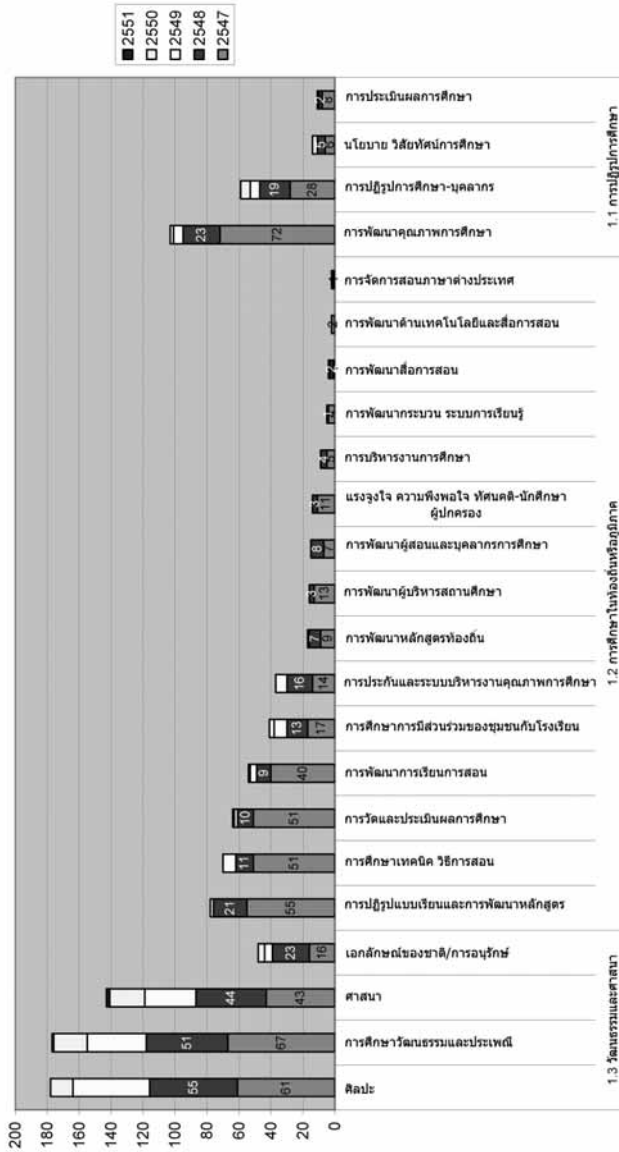 2551
2550
2549
2548
2547
200
180
160
140
120
100
80
60
40
20
0
การประเมินผลการศึกษา
2 8
นโยบาย วิสัยทัศน์การศึกษา
5 6
การปฏิรูปการศึกษา-บุคลากร
19 28
การพัฒนาคุณภาพการศึกษา
23 72
1.1 การปฏิรูปการศึกษา
การจัดการสอนภาษาต่างประเทศ
การพัฒนาด้านเทคโนโลยีและสื่อการสอน
การพัฒนาสื่อการสอน
การพัฒนากระบวน ระบบการเรียนรู้
การบริหารงานการศึกษา
4
แรงจูงใจ ความพึงพอใจ ทัศนคติ-นักศึกษา
ผู้ปกครอง
3 11
การพัฒนาผู้สอนและบุคลากรการศึกษา
8 7
การพัฒนาผู้บริหารสถานศึกษา
3 13
การพัฒนาหลักสูตรท้องถิ่น
7 9
การประกันและระบบบริหารงานคุณภาพการศึกษา
16 14
การศึกษาการมีส่วนร่วมของชุมชนกับโรงเรียน
13 17
การพัฒนาการเรียนการสอน
9 40
การวัดและประเมินผลการศึกษา
10 51
การศึกษาเทคนิค วิธีการสอน
11 51
การปฏิรูปแบบเรียนและการพัฒนาหลักสูตร
21 55
1.2 การศึกษาในท้องถิ่นหรือภูมิภาค
เอกลักษณ์ของชาติ/การอนุรักษ์
23 16
ศาสนา
44 43
การศึกษาวัฒนธรรมและประเพณี
51 67
ศิลปะ
55 61
1.3 วัฒนธรรมและศาสนา